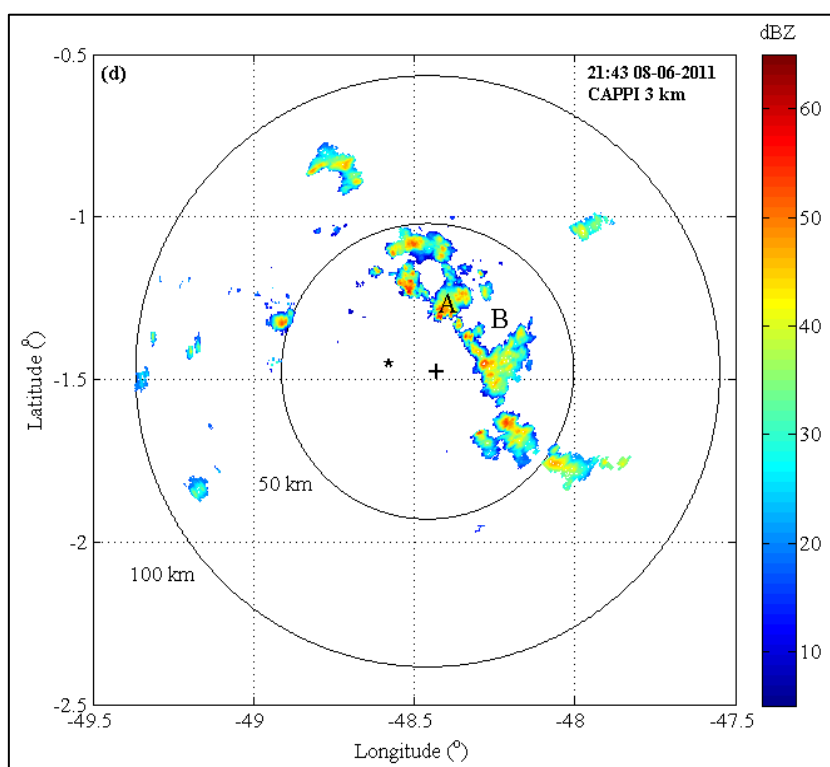 dBZ
(d)
21:43 08-06-2011
CAPPI 3 km
-0.5
-1
-1.5
-2
-2.5
Latitude (º)
-49.5
-49
-48.5
-48
-47.5
Longitude (º)
A
B
*
+
50 km
100 km
60
50
40
30
20
10